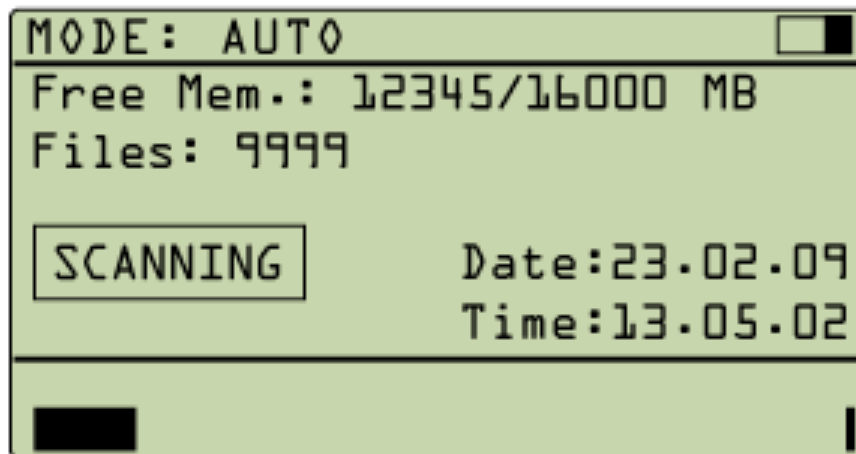 MODE: AUTO
Free Mem.: 12345/16000 MB
Files: 9999
SCANNING
Date:23.02.09
Time:13.05.02